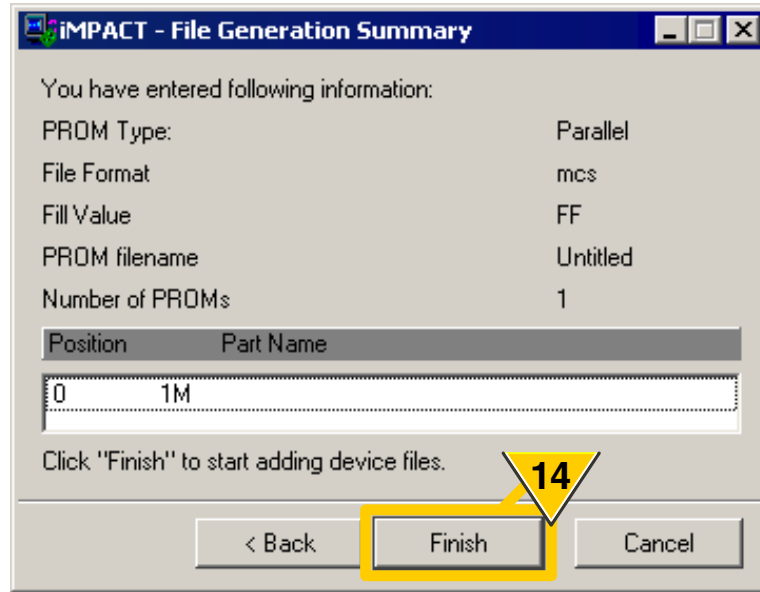 iMPACT - File Generation Summary
You have entered following information:
PROM Type: Parallel
File Format mcs
Fill Value FF
PROM filename Untitled
Number of PROMs 1
Position Part Name
0 1M
Click "Finish" to start adding device files.
14
< Back Finish Cancel